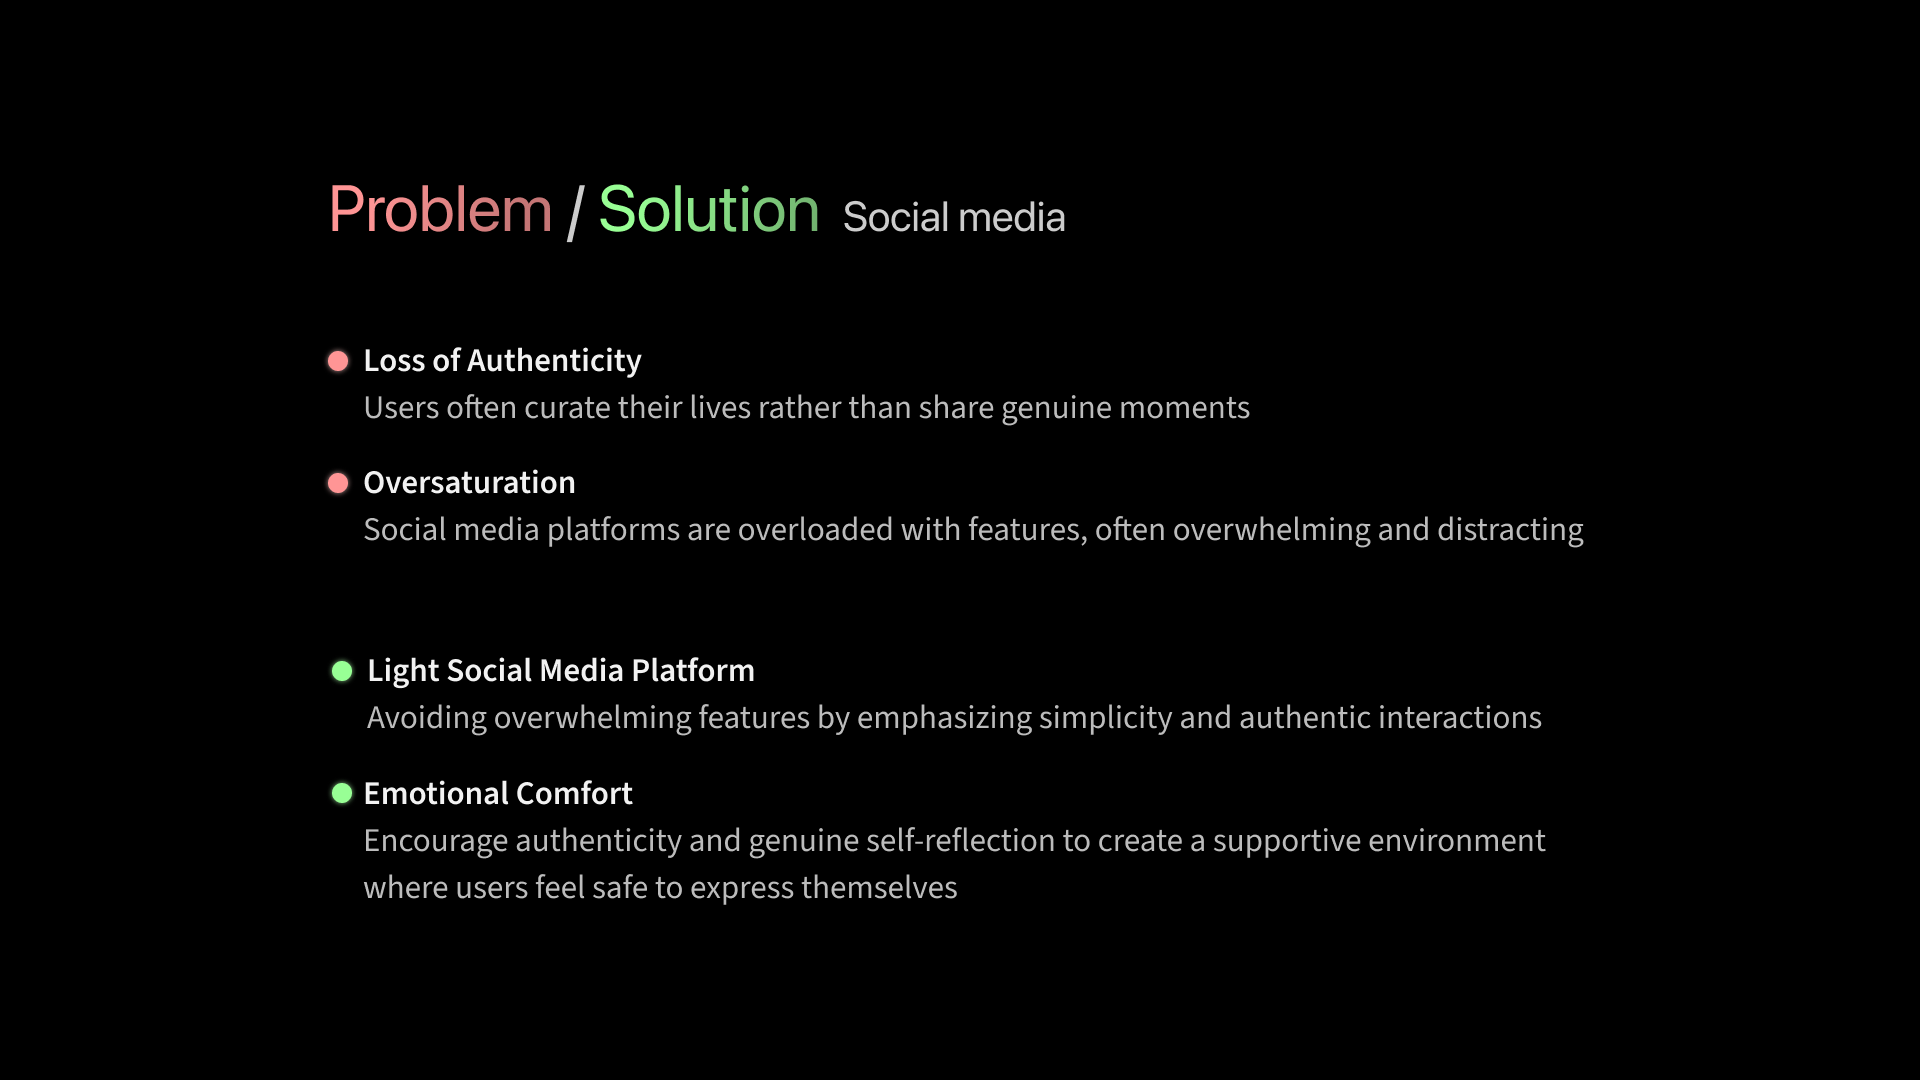 Problem / Solution Social media
Loss of Authenticity
Users often curate their lives rather than share genuine moments
Oversaturation
Social media platforms are overloaded with features, often overwhelming and distracting
Light Social Media Platform
Avoiding overwhelming features by emphasizing simplicity and authentic interactions
Emotional Comfort
Encourage authenticity and genuine self-reflection to create a supportive environment
where users feel safe to express themselves